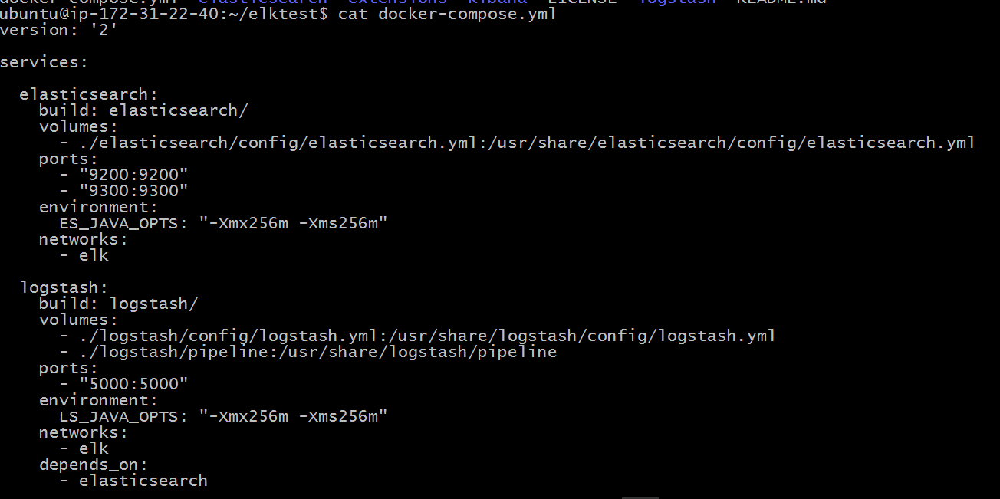 docker-compose.yml elasticsearch extensions kibana LICENSE logstash README.md
ubuntu@ip-172-31-22-40:~/elktest$ cat docker-compose.yml
version: '2'
services:
elasticsearch:
build: elasticsearch/
volumes:
- ./elasticsearch/config/elasticsearch.yml:/usr/share/elasticsearch/config/elasticsearch.yml
ports:
- "9200:9200"
- "9300:9300"
environment:
ES_JAVA_OPTS: "-Xmx256m -Xms256m"
networks:
- elk
logstash:
build: logstash/
volumes:
- ./logstash/config/logstash.yml:/usr/share/logstash/config/logstash.yml
- ./logstash/pipeline:/usr/share/logstash/pipeline
ports:
- "5000:5000"
environment:
LS_JAVA_OPTS: "-Xmx256m -Xms256m"
networks:
- elk
depends_on:
- elasticsearch